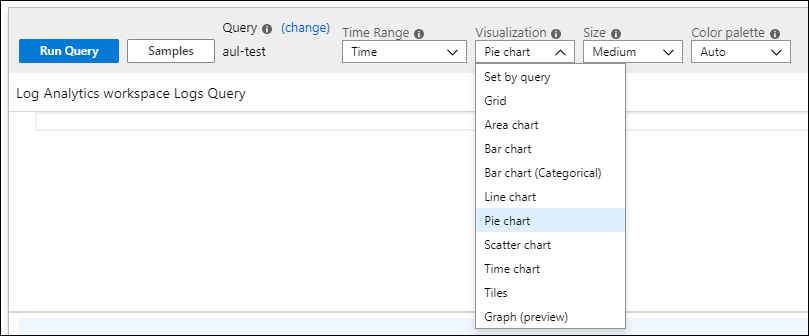 Run Query
Samples
Query (change)
aul-test
Time Range
Time
Visualization
Pie chart
Size
Medium
Color palette
Auto
Log Analytics workspace Logs Query
Set by query
Grid
Area chart
Bar chart
Bar chart (Categorical)
Line chart
Pie chart
Scatter chart
Time chart
Tiles
Graph (preview)